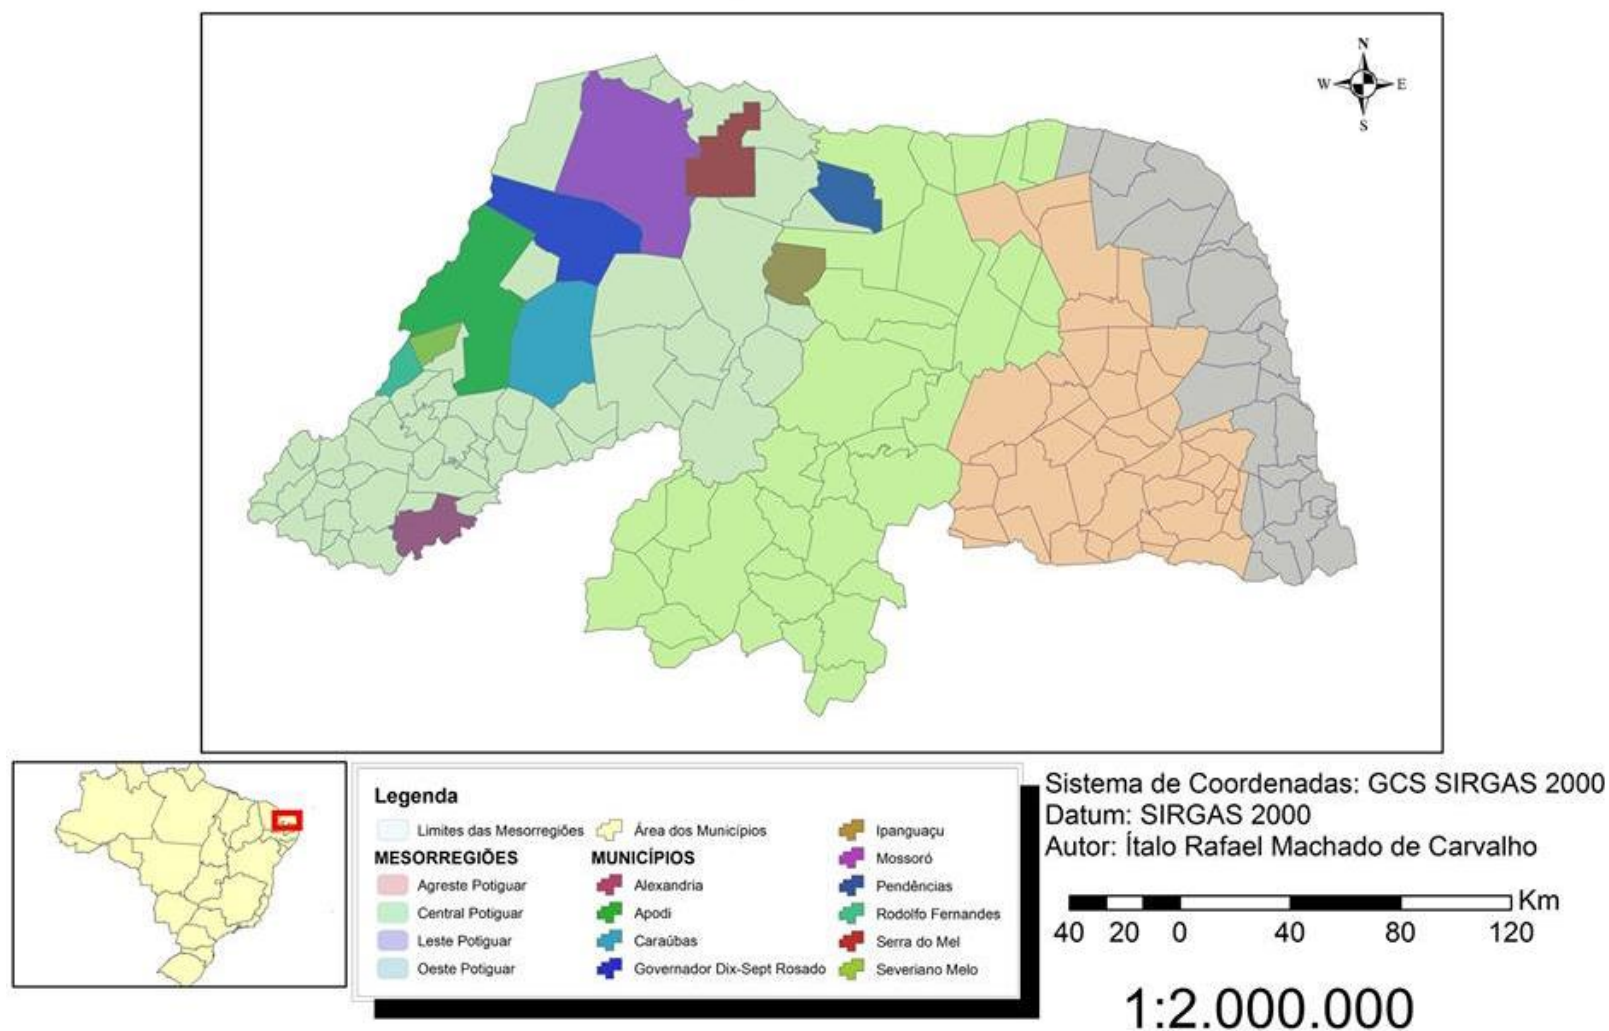 N
W E
S
Legenda
Limites das Mesorregiões
Área dos Municípios
MESORREGIÕES
Agreste Potiguar
Central Potiguar
Leste Potiguar
Oeste Potiguar
MUNICÍPIOS
Alexandria
Apodi
Caraúbas
Governador Dix-Sept Rosado
Ipanguaçu
Mossoró
Pendências
Rodolfo Fernandes
Serra do Mel
Severiano Melo
Sistema de Coordenadas: GCS SIRGAS 2000
Datum: SIRGAS 2000
Autor: Ítalo Rafael Machado de Carvalho
Km
40 20 0 40 80 120
1:2.000.000